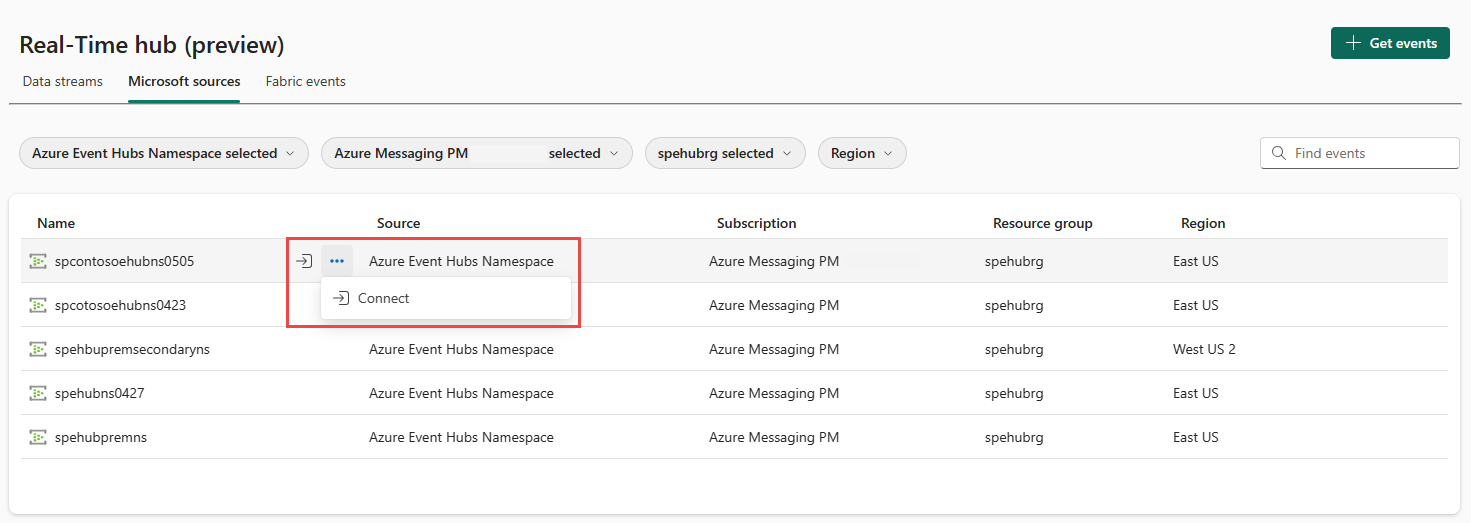 Real-Time hub (preview)
Get events
Data streams Microsoft sources Fabric events
Azure Event Hubs Namespace selected Azure Messaging PM selected spehubrg selected Region Find events
Name Source Subscription Resource group Region
spcontosoehubns0505 Azure Event Hubs Namespace Azure Messaging PM spehubrg East US
Connect
spcotosoehubns0423 Azure Messaging PM spehubrg East US
spehbupremsecondaryns Azure Event Hubs Namespace Azure Messaging PM spehubrg West US 2
spehubns0427 Azure Event Hubs Namespace Azure Messaging PM spehubrg East US
spehubpremns Azure Event Hubs Namespace Azure Messaging PM spehubrg East US